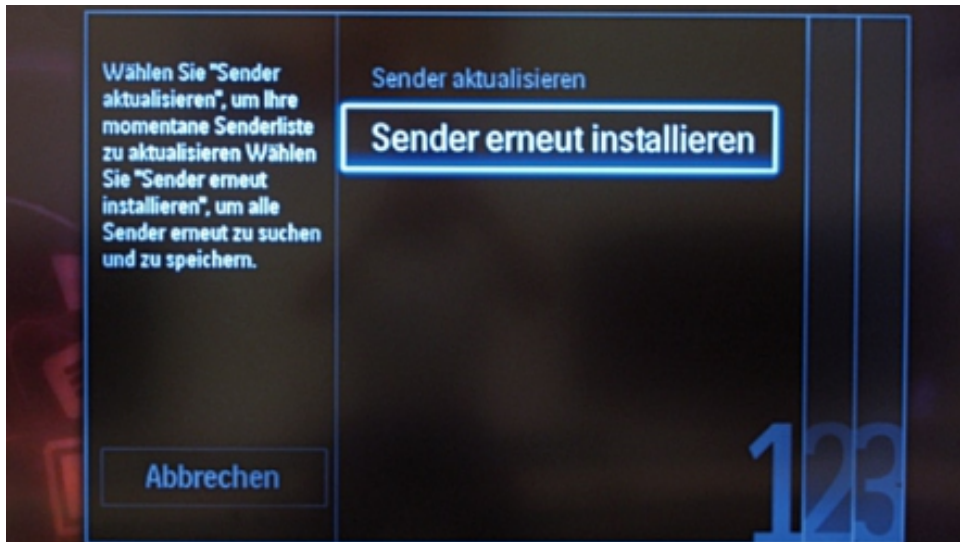 Wählen Sie "Sender
aktualisieren", um Ihre
momentane Senderliste
zu aktualisieren Wählen
Sie "Sender erneut
installieren", um alle
Sender erneut zu suchen
und zu speichern.
Abbrechen
Sender aktualisieren
Sender erneut installieren
123